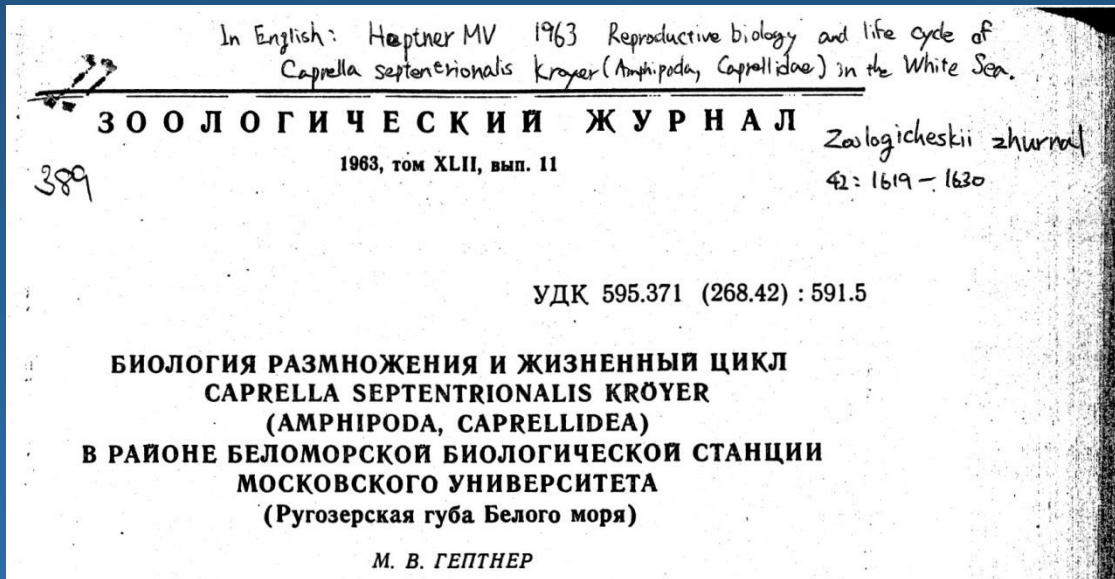 In English: Heptner MV 1963 Reproductive biology and life cycle of
Caprella septentrionalis Kroyer (Amphipoda, Caprellidae) in the White Sea.
ЗООЛОГИЧЕСКИЙ ЖУРНАЛ
Zoologicheskii zhurnal
1963, том XLII, вып. 11
389
42: 1619-1630
УДК 595.371 (268.42) : 591.5
БИОЛОГИЯ РАЗМНОЖЕНИЯ И ЖИЗНЕННЫЙ ЦИКЛ
CAPRELLA SEPTENTRIONALIS KRÖYER
(AMPHIPODA, CAPRELLIDEA)
В РАЙОНЕ БЕЛОМОРСКОЙ БИОЛОГИЧЕСКОЙ СТАНЦИИ
МОСКОВСКОГО УНИВЕРСИТЕТА
(Ругозерская губа Белого моря)
М. В. ГЕПТНЕР